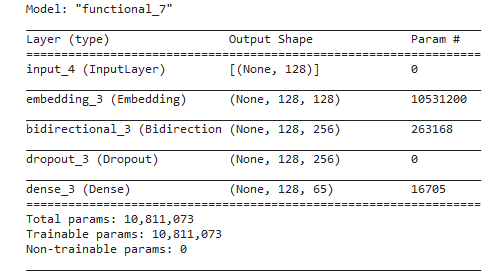 Model: "functional_7"
Layer (type) Output Shape Param #
input_4 (InputLayer) [(None, 128)] 0
embedding_3 (Embedding) (None, 128, 128) 10531200
bidirectional_3 (Bidirection (None, 128, 256) 263168
dropout_3 (Dropout) (None, 128, 256) 0
dense_3 (Dense) (None, 128, 65) 16705
Total params: 10,811,073
Trainable params: 10,811,073
Non-trainable params: 0